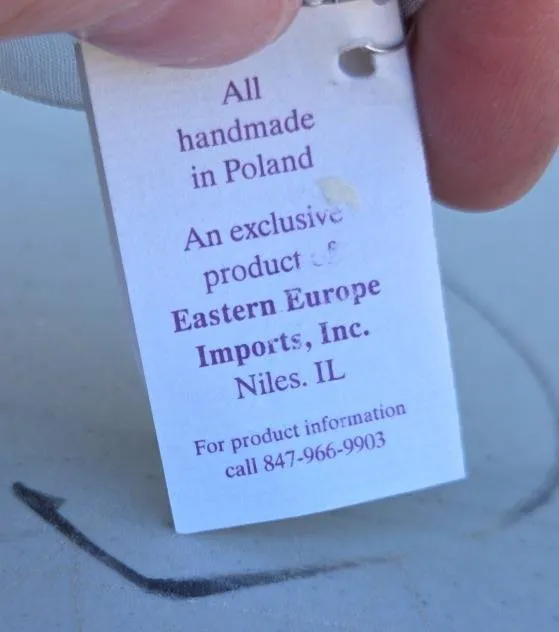 All
handmade
in Poland
An exclusive
product of
Eastern Europe
Imports, Inc.
Niles. IL
For product information
call 847-966-9903